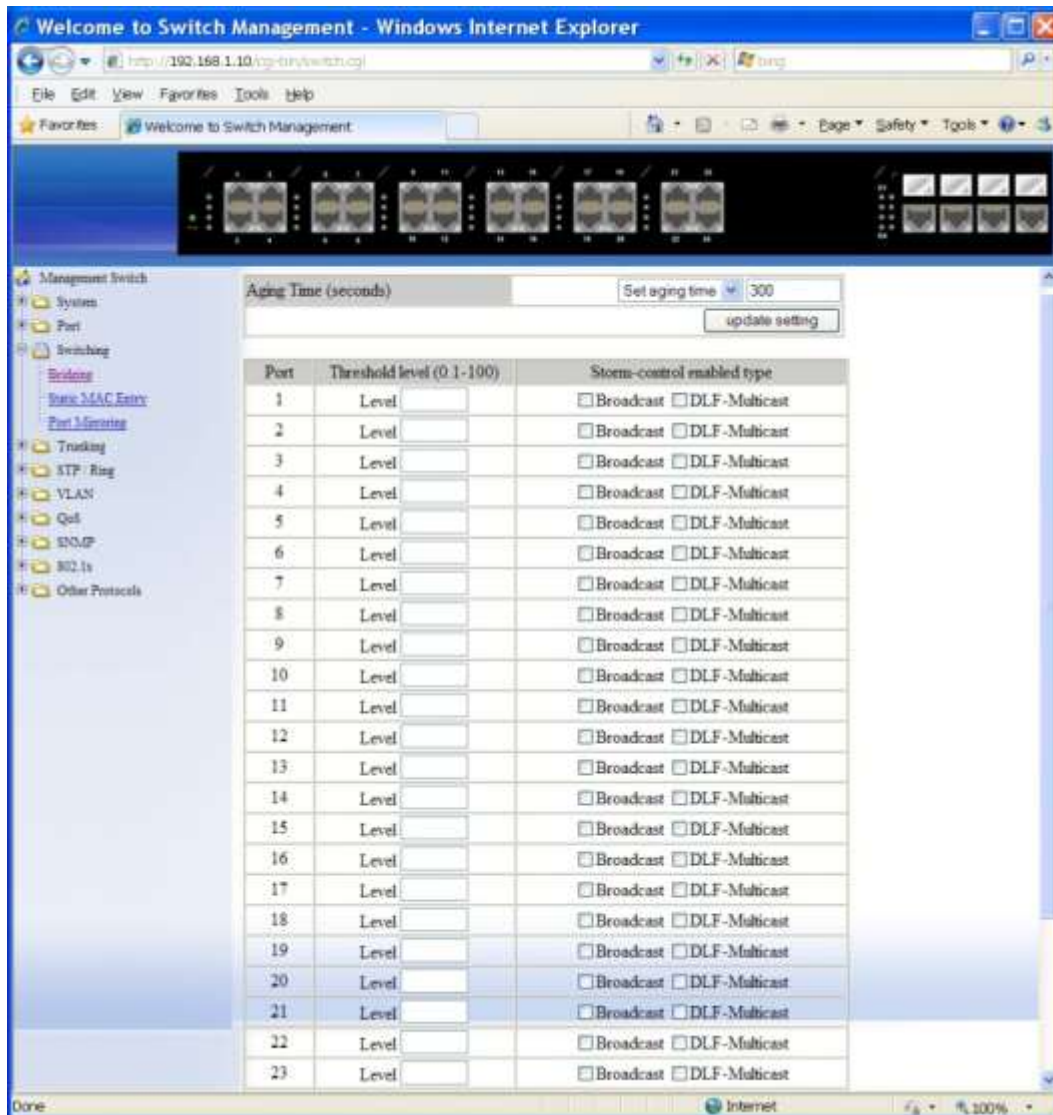 Welcome to Switch Management - Windows Internet Explorer
http://192.168.1.10/cgi-bin/switch.cgi
bing
File Edit View Favorites Tools Help
Favorites Welcome to Switch Management Page Safety Tools
Management Switch
System
Port
Switching
Bridging
Static MAC Entry
Port Mirroring
Trunking
STP / Ring
VLAN
QoS
SNMP
802.1x
Other Protocols
Aging Time (seconds) Set aging time 300
update setting
Port Threshold level (0.1-100) Storm-control enabled type
1 Level Broadcast DLF-Multicast
2 Level Broadcast DLF-Multicast
3 Level Broadcast DLF-Multicast
4 Level Broadcast DLF-Multicast
5 Level Broadcast DLF-Multicast
6 Level Broadcast DLF-Multicast
7 Level Broadcast DLF-Multicast
8 Level Broadcast DLF-Multicast
9 Level Broadcast DLF-Multicast
10 Level Broadcast DLF-Multicast
11 Level Broadcast DLF-Multicast
12 Level Broadcast DLF-Multicast
13 Level Broadcast DLF-Multicast
14 Level Broadcast DLF-Multicast
15 Level Broadcast DLF-Multicast
16 Level Broadcast DLF-Multicast
17 Level Broadcast DLF-Multicast
18 Level Broadcast DLF-Multicast
19 Level Broadcast DLF-Multicast
20 Level Broadcast DLF-Multicast
21 Level Broadcast DLF-Multicast
22 Level Broadcast DLF-Multicast
23 Level Broadcast DLF-Multicast
Done Internet 100%